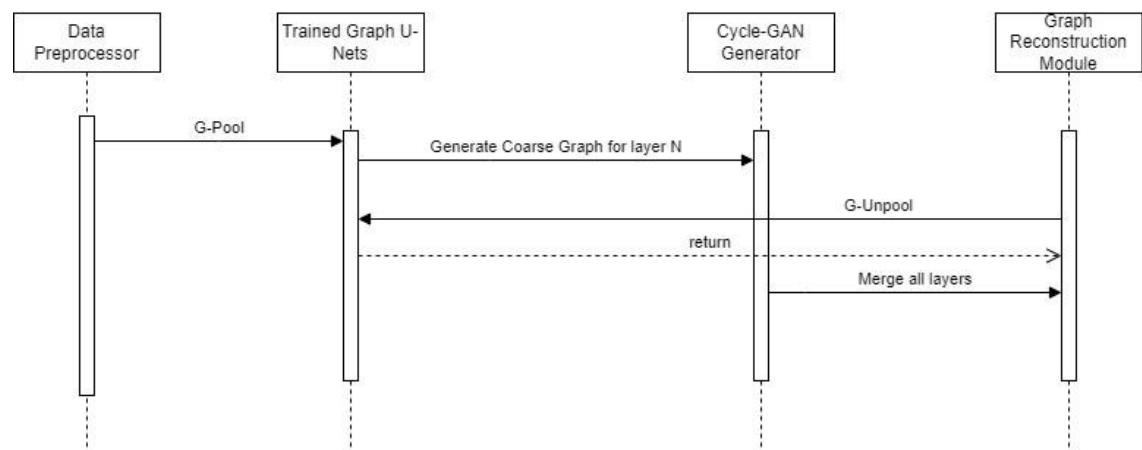 Data
Preprocessor
Trained Graph U-
Nets
Cycle-GAN
Generator
Graph
Reconstruction
Module
G-Pool
Generate Coarse Graph for layer N
G-Unpool
return
Merge all layers